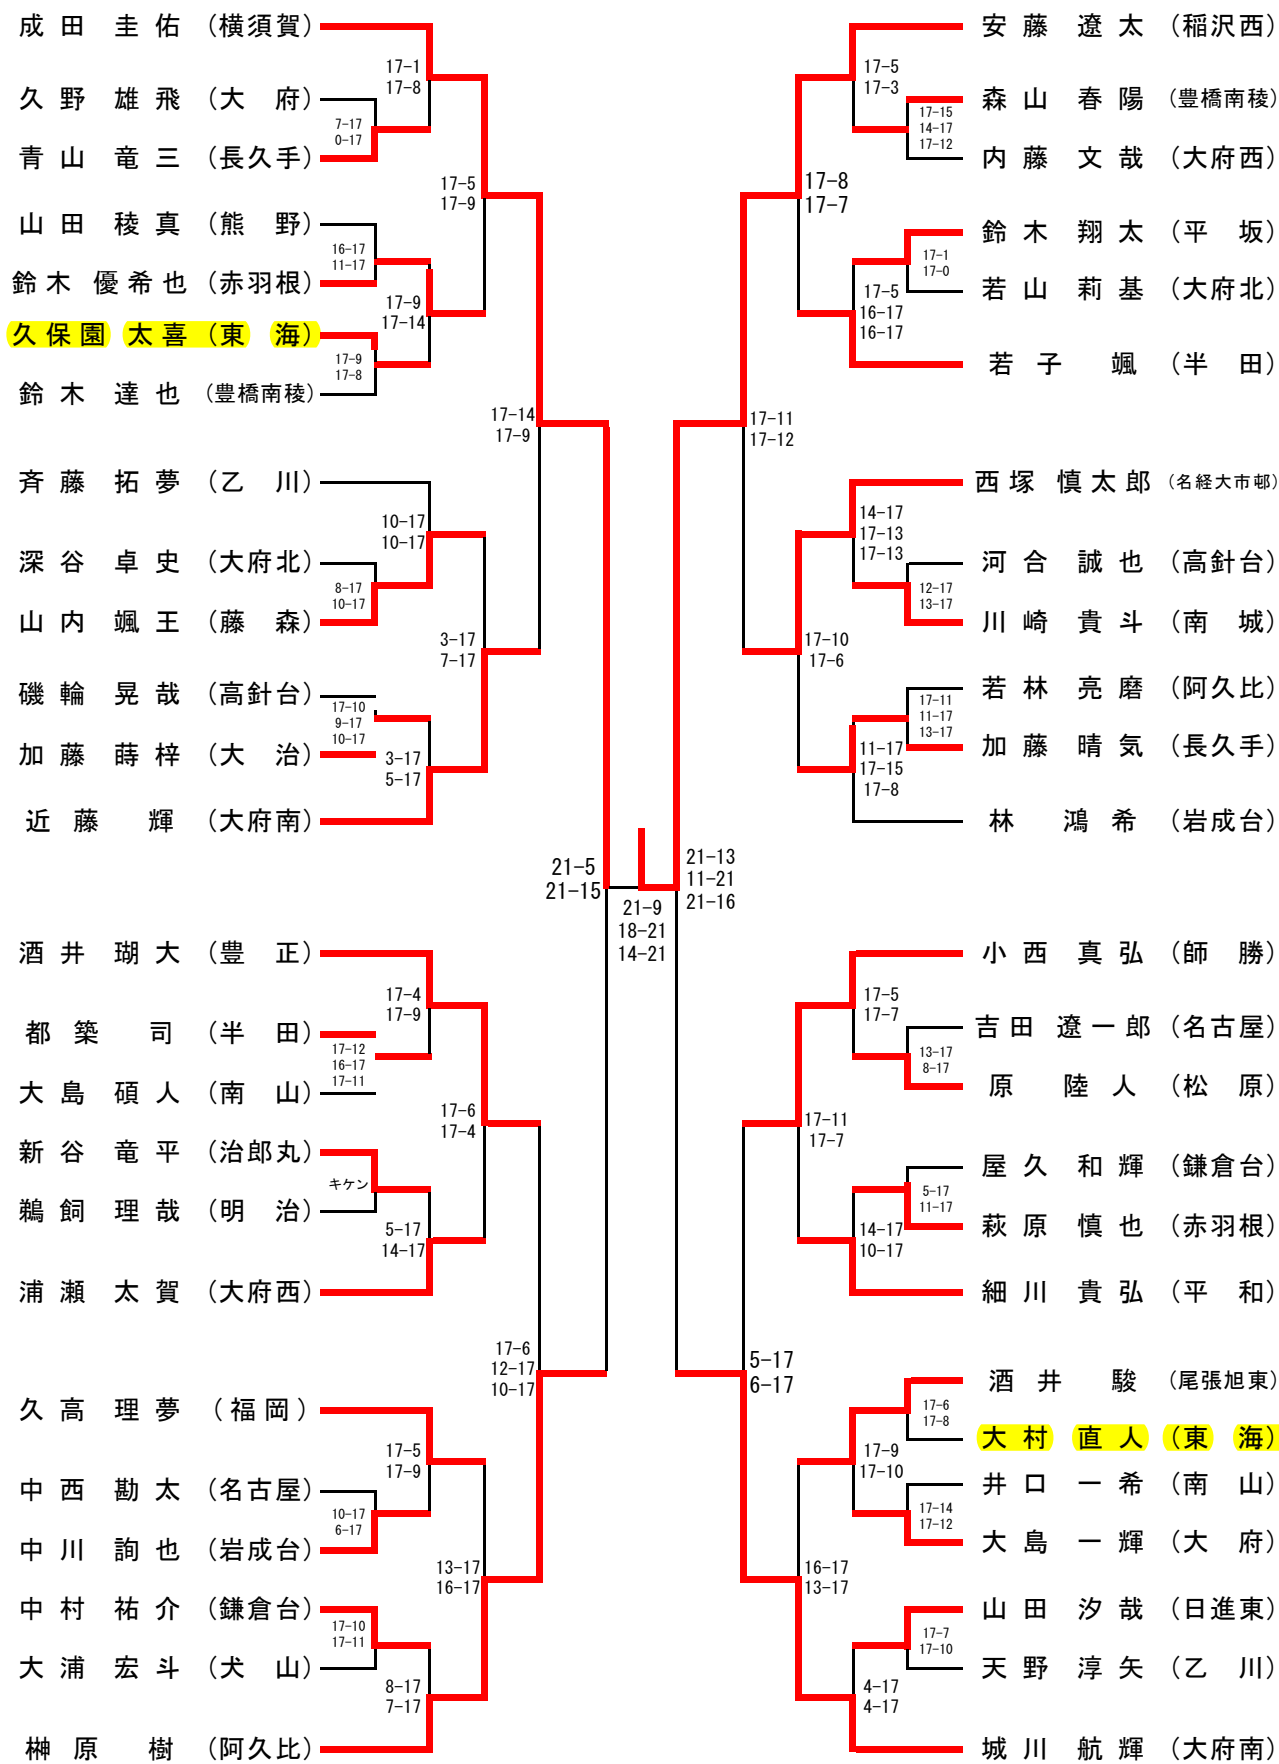 成田 圭佑 (横須賀)
17-1
17-8
久野 雄飛 (大 府)
7-17
0-17
青山 竜三 (長久手)
17-5
17-9
山田 稜真 (熊 野)
16-17
11-17
鈴木 優希也 (赤羽根)
17-9
17-14
久保園 太喜 (東 海)
17-9
17-8
鈴木 達也 (豊橋南稜)
17-14
17-9
斉藤 拓夢 (乙 川)
10-17
10-17
深谷 卓史 (大府北)
8-17
10-17
山内 颯王 (藤 森)
3-17
7-17
磯輪 晃哉 (高針台)
17-10
9-17
10-17
加藤 蒔梓 (大 治)
3-17
5-17
近藤 輝 (大府南)
21-5
21-15
酒井 瑚大 (豊 正)
17-4
17-9
都築 司 (半 田)
17-12
16-17
17-11
大島 碩人 (南 山)
17-6
17-4
新谷 竜平 (治郎丸)
キケン
鵜飼 理哉 (明 治)
5-17
14-17
浦瀬 太賀 (大府西)
17-6
12-17
10-17
久高 理夢 (福岡)
17-5
17-9
中西 勘太 (名古屋)
10-17
6-17
中川 詢也 (岩成台)
13-17
16-17
中村 祐介 (鎌倉台)
17-10
17-11
大浦 宏斗 (犬 山)
8-17
7-17
榊原 樹 (阿久比)
21-9
18-21
14-21
安藤 遼太 (稲沢西)
17-5
17-3
森山 春陽 (豊橋南稜)
17-15
14-17
17-12
内藤 文哉 (大府西)
17-8
17-7
鈴木 翔太 (平 坂)
17-1
17-0
若山 莉基 (大府北)
17-5
16-17
16-17
若子 颯 (半 田)
17-11
17-12
西塚 慎太郎 (名経大市邨)
14-17
17-13
17-13
河合 誠也 (高針台)
12-17
13-17
川崎 貴斗 (南 城)
17-10
17-6
若林 亮磨 (阿久比)
17-11
11-17
13-17
加藤 晴気 (長久手)
11-17
17-15
17-8
林 鴻希 (岩成台)
21-13
11-21
21-16
小西 真弘 (師 勝)
17-5
17-7
吉田 遼一郎 (名古屋)
13-17
8-17
原 陸人 (松 原)
17-11
17-7
屋久 和輝 (鎌倉台)
5-17
11-17
萩原 慎也 (赤羽根)
14-17
10-17
細川 貴弘 (平 和)
5-17
6-17
酒井 駿 (尾張旭東)
17-6
17-8
大村 直人 (東 海)
17-9
17-10
井口 一希 (南 山)
17-14
17-12
大島 一輝 (大 府)
16-17
13-17
山田 汐哉 (日進東)
17-7
17-10
天野 淳矢 (乙 川)
4-17
4-17
城川 航輝 (大府南)